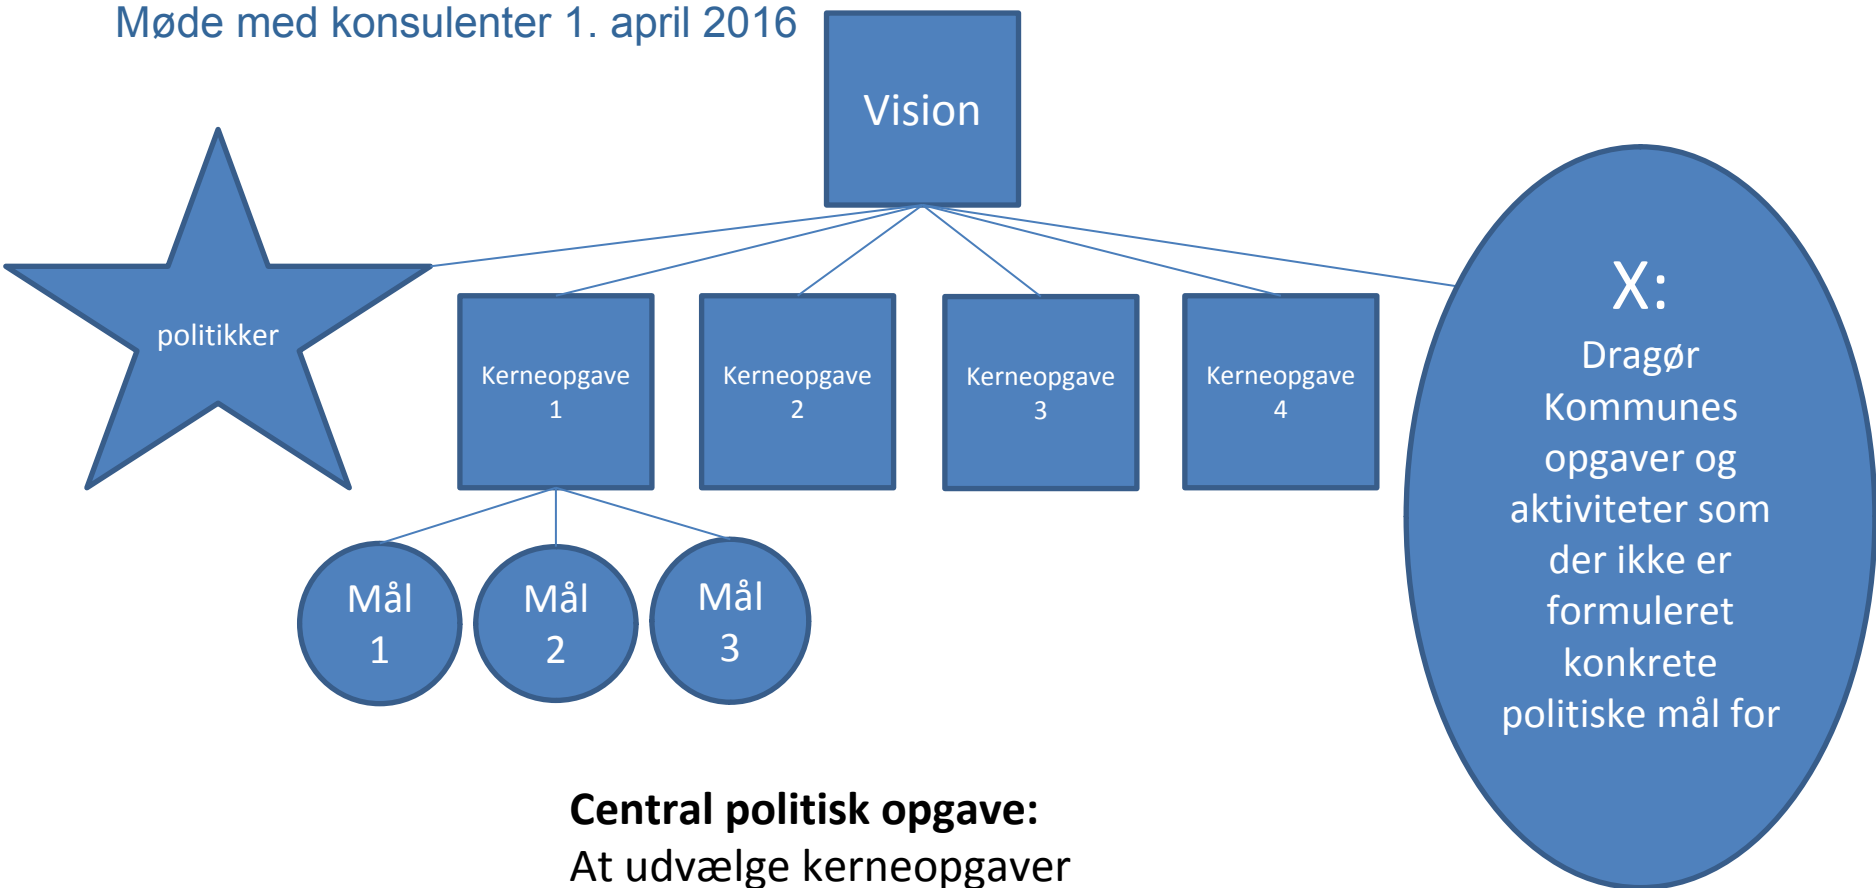 Møde med konsulenter 1. april 2016
Vision
politikker
Kerneopgave
1
Kerneopgave
2
Kerneopgave
3
Kerneopgave
4
X:
Dragør
Kommunes
opgaver og
aktiviteter som
der ikke er
formuleret
konkrete
politiske mål for
Mål
1
Mål
2
Mål
3
Central politisk opgave:
At udvælge kerneopgaver